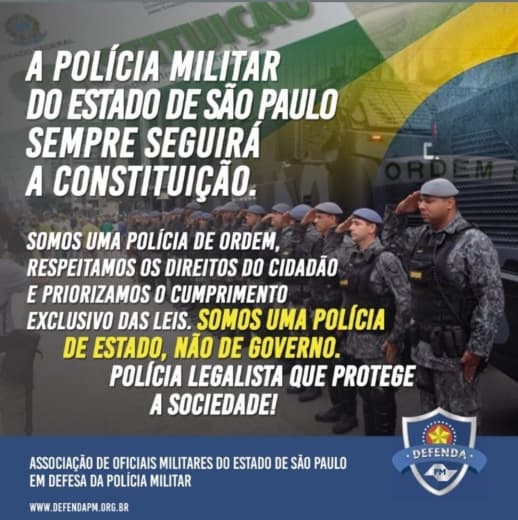 CONSTITUIÇÃO
A POLÍCIA MILITAR
DO ESTADO DE SÃO PAULO
SEMPRE SEGUIRÁ
A CONSTITUIÇÃO.
ORDEM
SOMOS UMA POLÍCIA DE ORDEM,
RESPEITAMOS OS DIREITOS DO CIDADÃO
E PRIORIZAMOS O CUMPRIMENTO
EXCLUSIVO DAS LEIS. SOMOS UMA POLÍCIA
DE ESTADO, NÃO DE GOVERNO.
POLÍCIA LEGALISTA QUE PROTEGE
A SOCIEDADE!
DEFENDA
PM
ASSOCIAÇÃO DE OFICIAIS MILITARES DO ESTADO DE SÃO PAULO
EM DEFESA DA POLÍCIA MILITAR
WWW.DEFENDAPM.ORG.BR